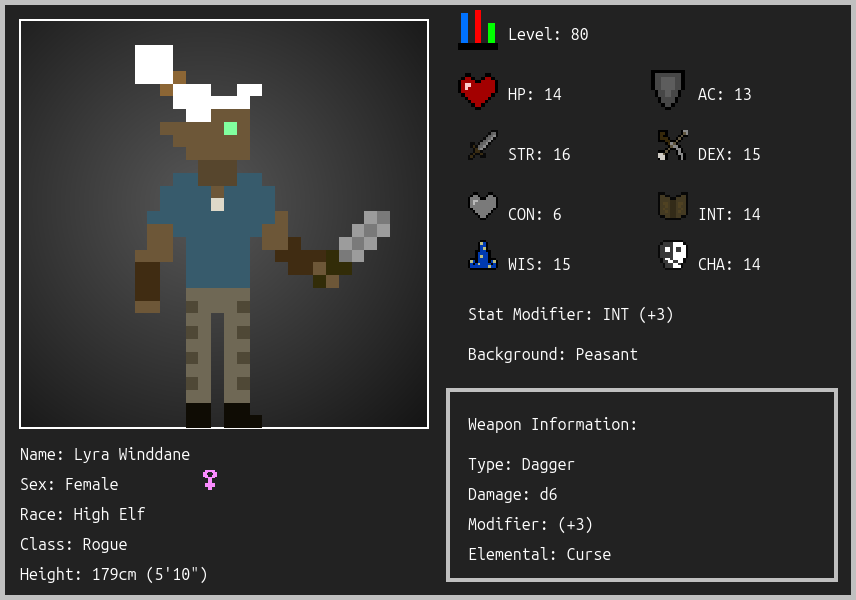 Level: 80
HP: 14
AC: 13
STR: 16
DEX: 15
CON: 6
INT: 14
WIS: 15
CHA: 14
Stat Modifier: INT (+3)
Background: Peasant
Weapon Information:
Type: Dagger
Damage: d6
Modifier: (+3)
Elemental: Curse
Name: Lyra Winddane
Sex: Female
Race: High Elf
Class: Rogue
Height: 179cm (5'10")